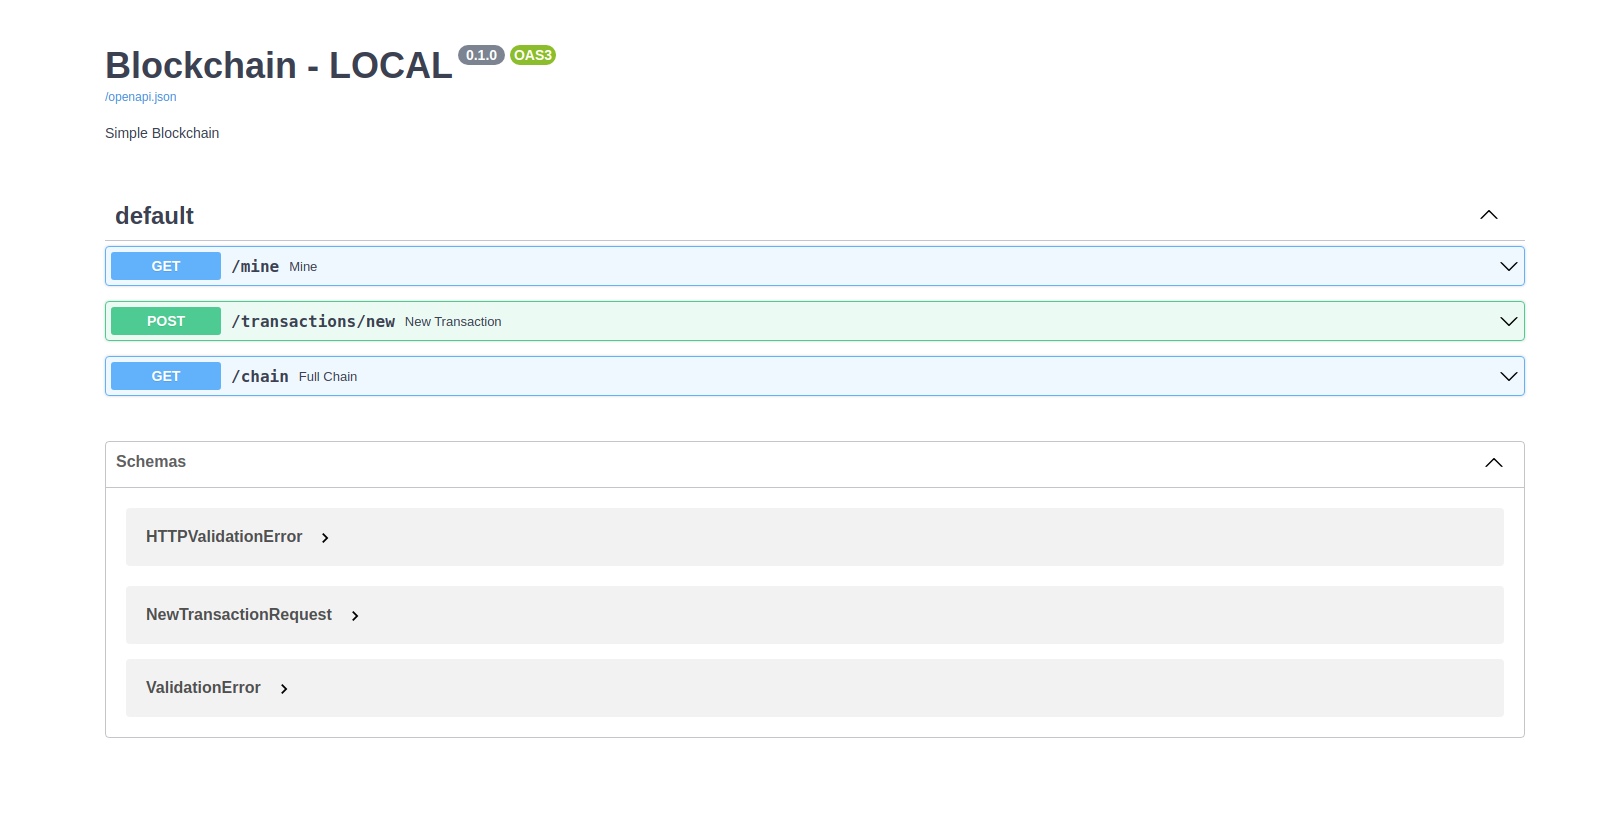 Blockchain - LOCAL 0.1.0 OAS3
/openapi.json
Simple Blockchain
default
GET /mine Mine
POST /transactions/new New Transaction
GET /chain Full Chain
Schemas
HTTPValidationError
NewTransactionRequest
ValidationError